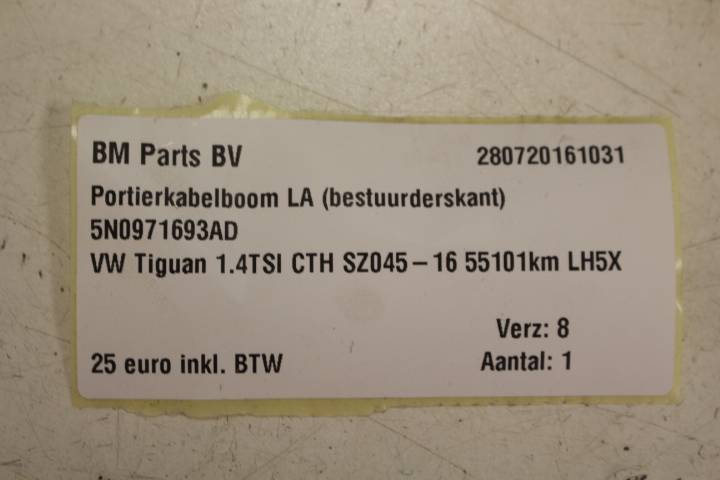 BM Parts BV 280720161031
Portierkabelboom LA (bestuurderskant)
5N0971693AD
VW Tiguan 1.4TSI CTH SZ045-16 55101km LH5X
Verz: 8
25 euro inkl. BTW Aantal: 1